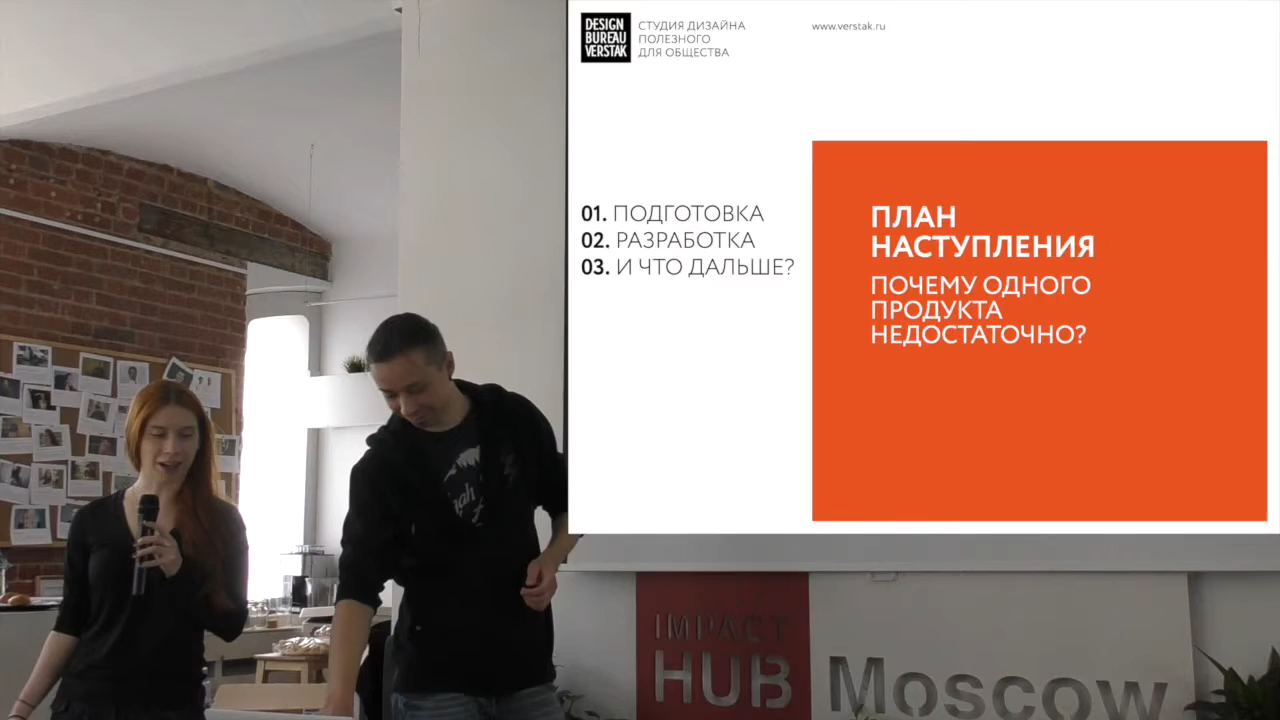 DESIGN
BUREAU
VERSTAK
СТУДИЯ ДИЗАЙНА
ПОЛЕЗНОГО
ДЛЯ ОБЩЕСТВА
www.verstak.ru
01. ПОДГОТОВКА
02. РАЗРАБОТКА
03. И ЧТО ДАЛЬШЕ?
ПЛАН
НАСТУПЛЕНИЯ
ПОЧЕМУ ОДНОГО
ПРОДУКТА
НЕДОСТАТОЧНО?
IMPACT
HUB
Moscow